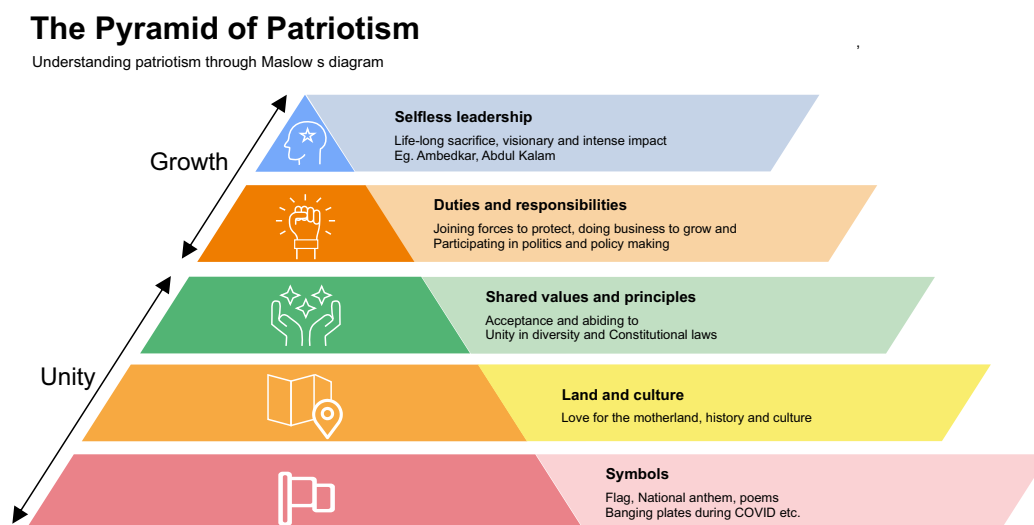 The Pyramid of Patriotism
,
Understanding patriotism through Maslow s diagram
Selfless leadership
Life-long sacrifice, visionary and intense impact
Eg. Ambedkar, Abdul Kalam
Growth
Duties and responsibilities
Joining forces to protect, doing business to grow and
Participating in politics and policy making
Shared values and principles
Acceptance and abiding to
Unity in diversity and Constitutional laws
Unity
Land and culture
Love for the motherland, history and culture
Symbols
Flag, National anthem, poems
Banging plates during COVID etc.